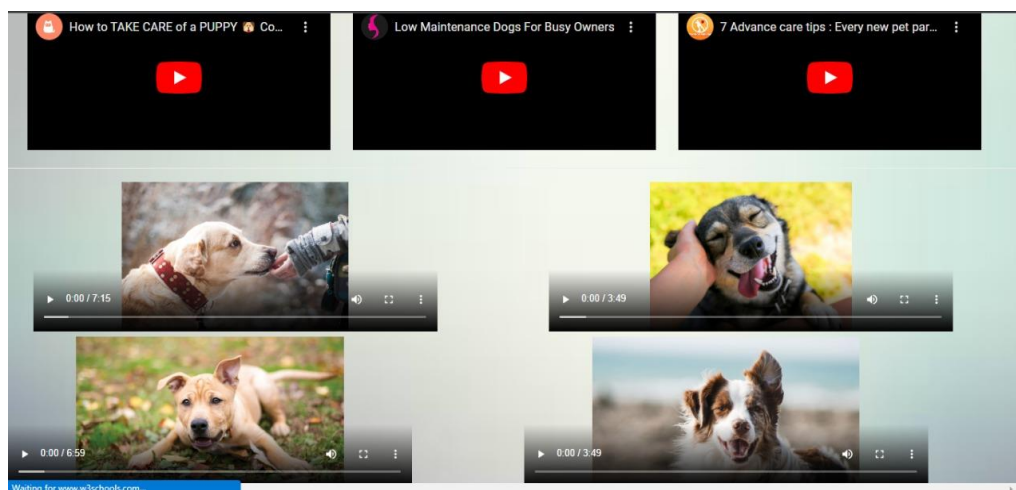 How to TAKE CARE of a PUPPY 🐶 Co...
Low Maintenance Dogs For Busy Owners
7 Advance care tips : Every new pet par...
0:00 / 7:15
0:00 / 3:49
0:00 / 6:59
0:00 / 3:49
Waiting for www.w3schools.com...